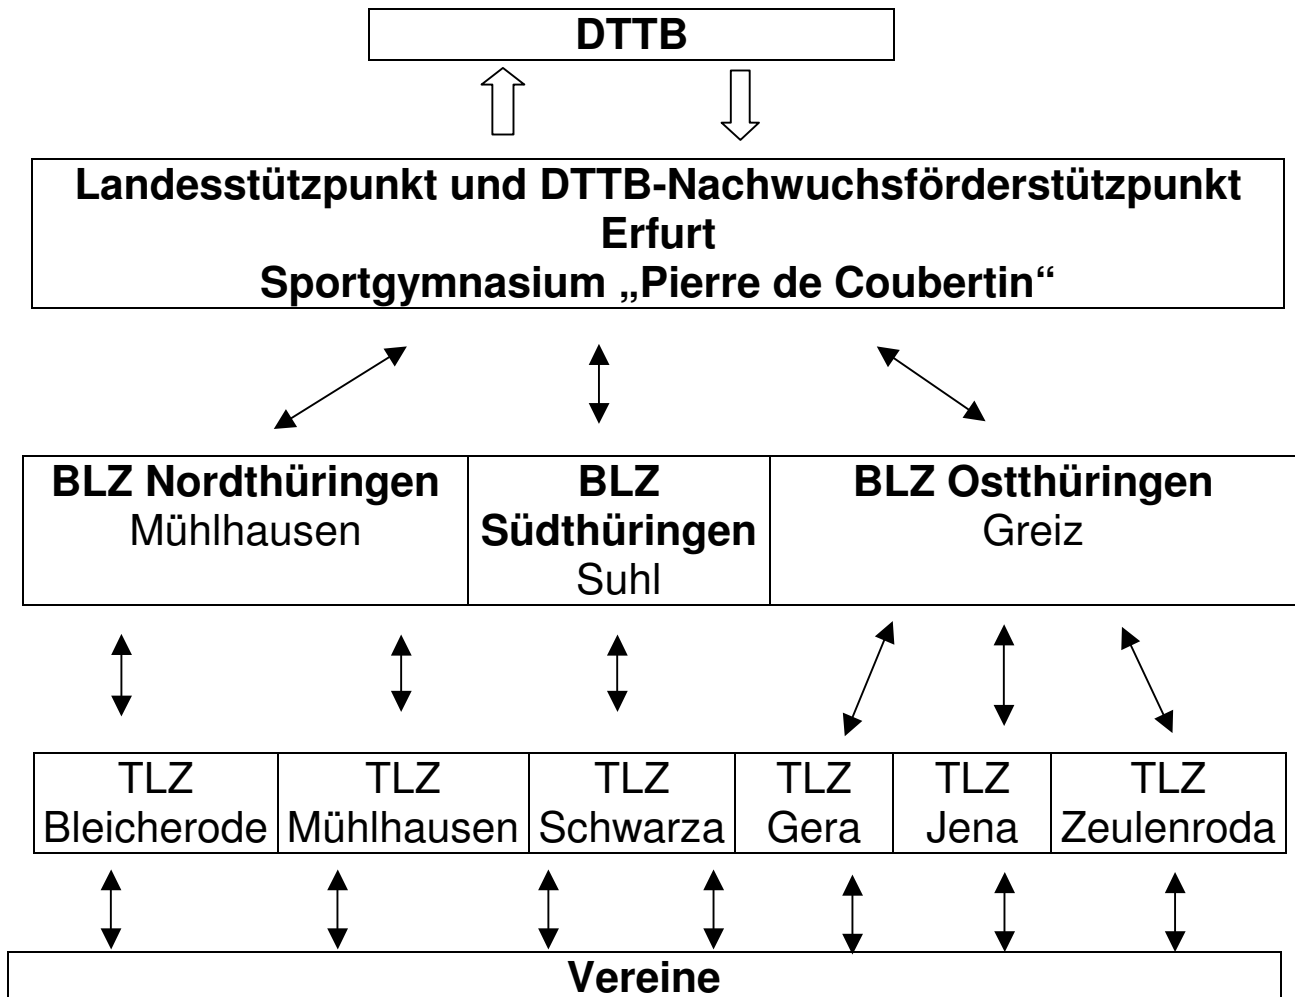 DTTB
Landesstützpunkt und DTTB-Nachwuchsförderstützpunkt
Erfurt
Sportgymnasium „Pierre de Coubertin“
BLZ Nordthüringen
Mühlhausen
BLZ
Südthüringen
Suhl
BLZ Ostthüringen
Greiz
TLZ
Bleicherode
TLZ
Mühlhausen
TLZ
Schwarza
TLZ
Gera
TLZ
Jena
TLZ
Zeulenroda
Vereine